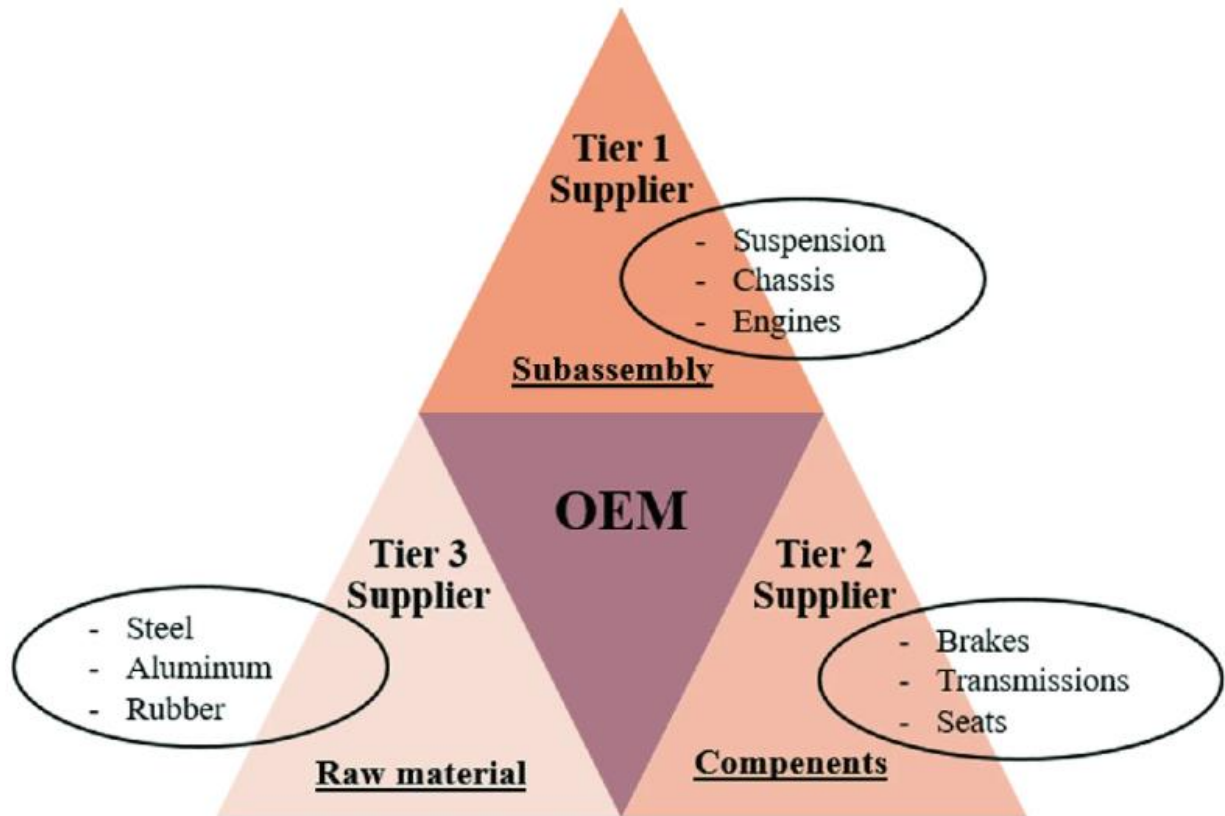 Tier 1
Supplier
- Suspension
- Chassis
- Engines
Subassembly
OEM
Tier 3
Supplier
- Steel
- Aluminum
- Rubber
Raw material
Tier 2
Supplier
- Brakes
- Transmissions
- Seats
Compenents